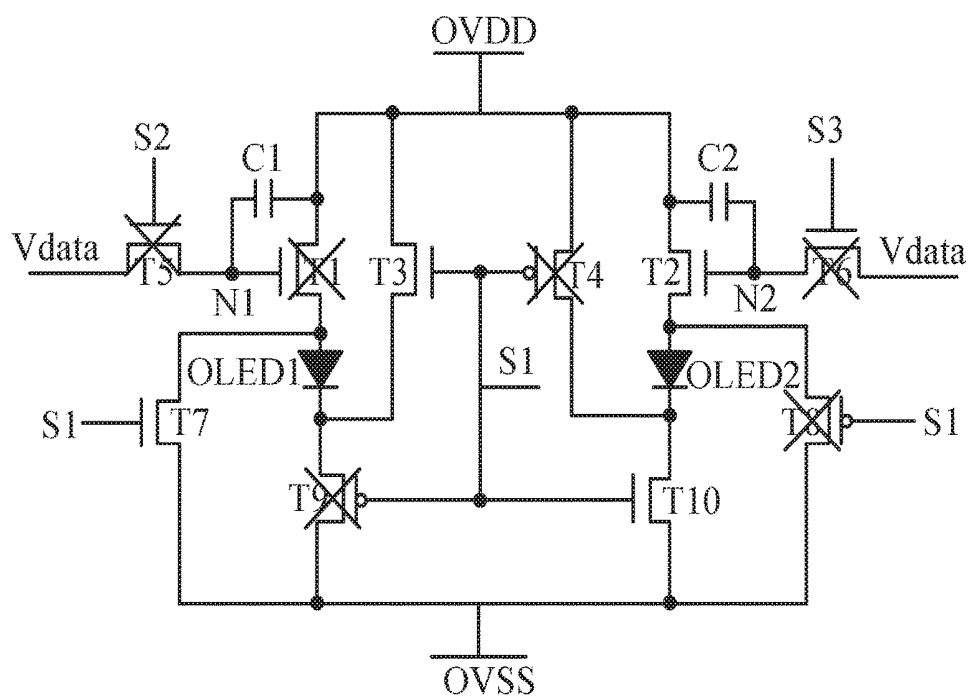 OVDD
S2
S3
C1
C2
Vdata
T5
T1
T3
T4
T2
T6
Vdata
N1
N2
OLED1
S1
OLED2
S1
T7
T8
S1
T9
T10
OVSS